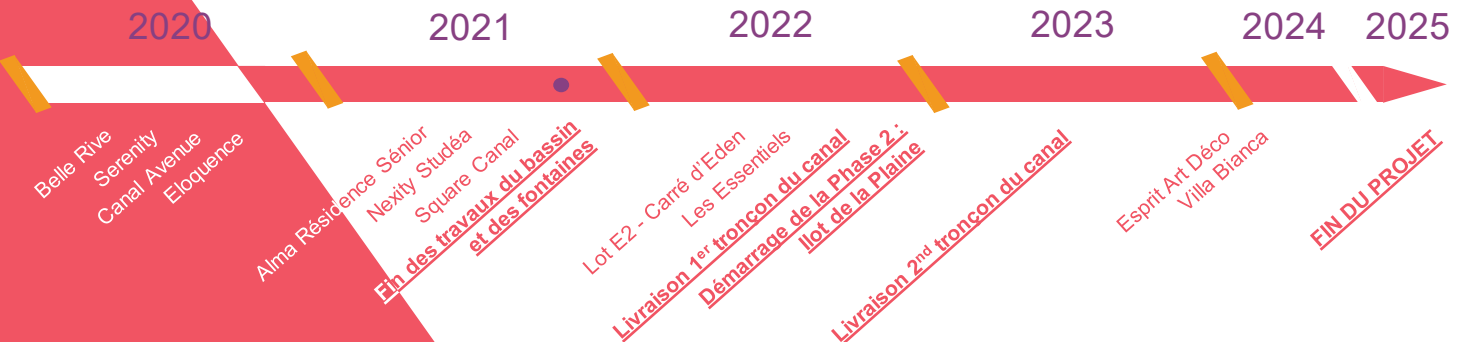 2020
2021
2022
2023
2024
2025
Belle Rive
Serenity
Canal Avenue
Eloquence
Alma Résidence Sénior
Nexity Studéa
Square Canal
Fin des travaux du bassin
et des fontaines
Lot E2 - Carré d'Eden
Les Essentiels
Livraison 1er tronçon du canal
Démarrage de la Phase 2 :
Ilot de la Plaine
Livraison 2nd tronçon du canal
Esprit Art Déco
Villa Bianca
FIN DU PROJET